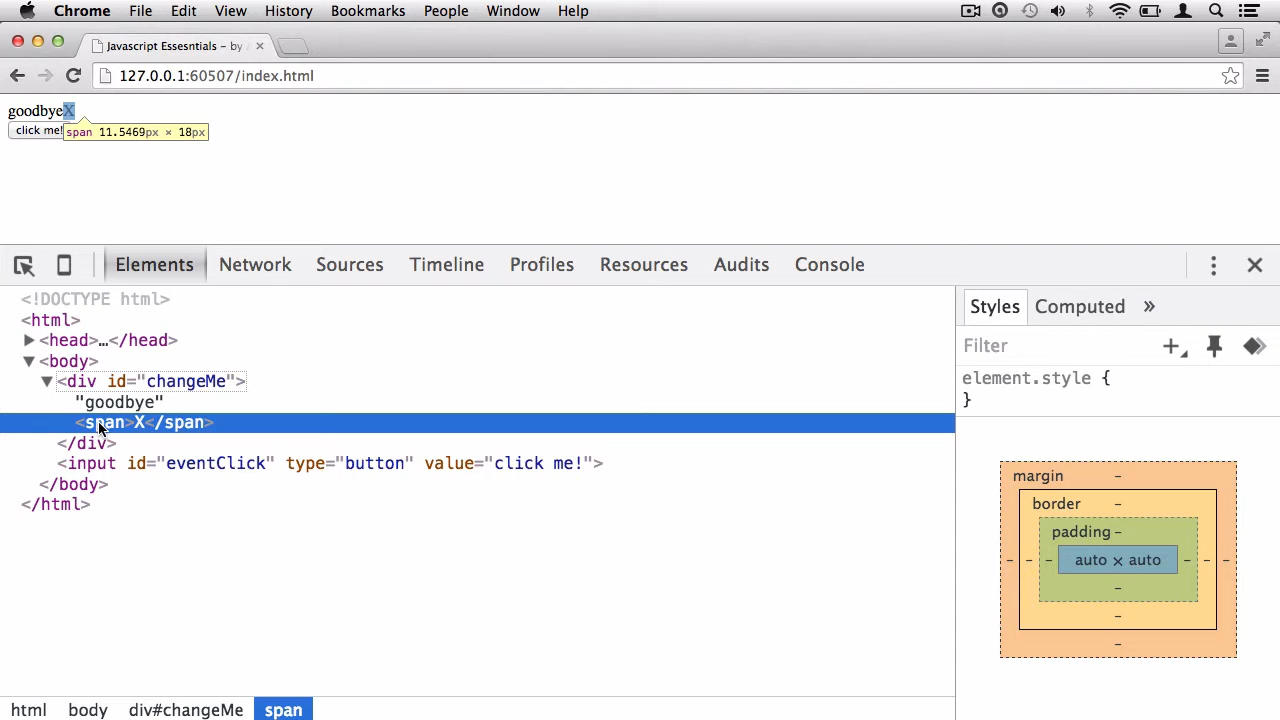 Chrome File Edit View History Bookmarks People Window Help
Javascript Essesntials - by
127.0.0.1:60507/index.html
goodbyeX
click me!
span 11.5469px × 18px
Elements Network Sources Timeline Profiles Resources Audits Console
<!DOCTYPE html>
<html>
<head>…</head>
<body>
<div id="changeMe">
"goodbye"
<span>X</span>
</div>
<input id="eventClick" type="button" value="click me!">
</body>
</html>
Styles Computed »
Filter
element.style {
}
margin -
border -
padding -
- - - auto × auto - - -
-
-
-
html body div#changeMe span